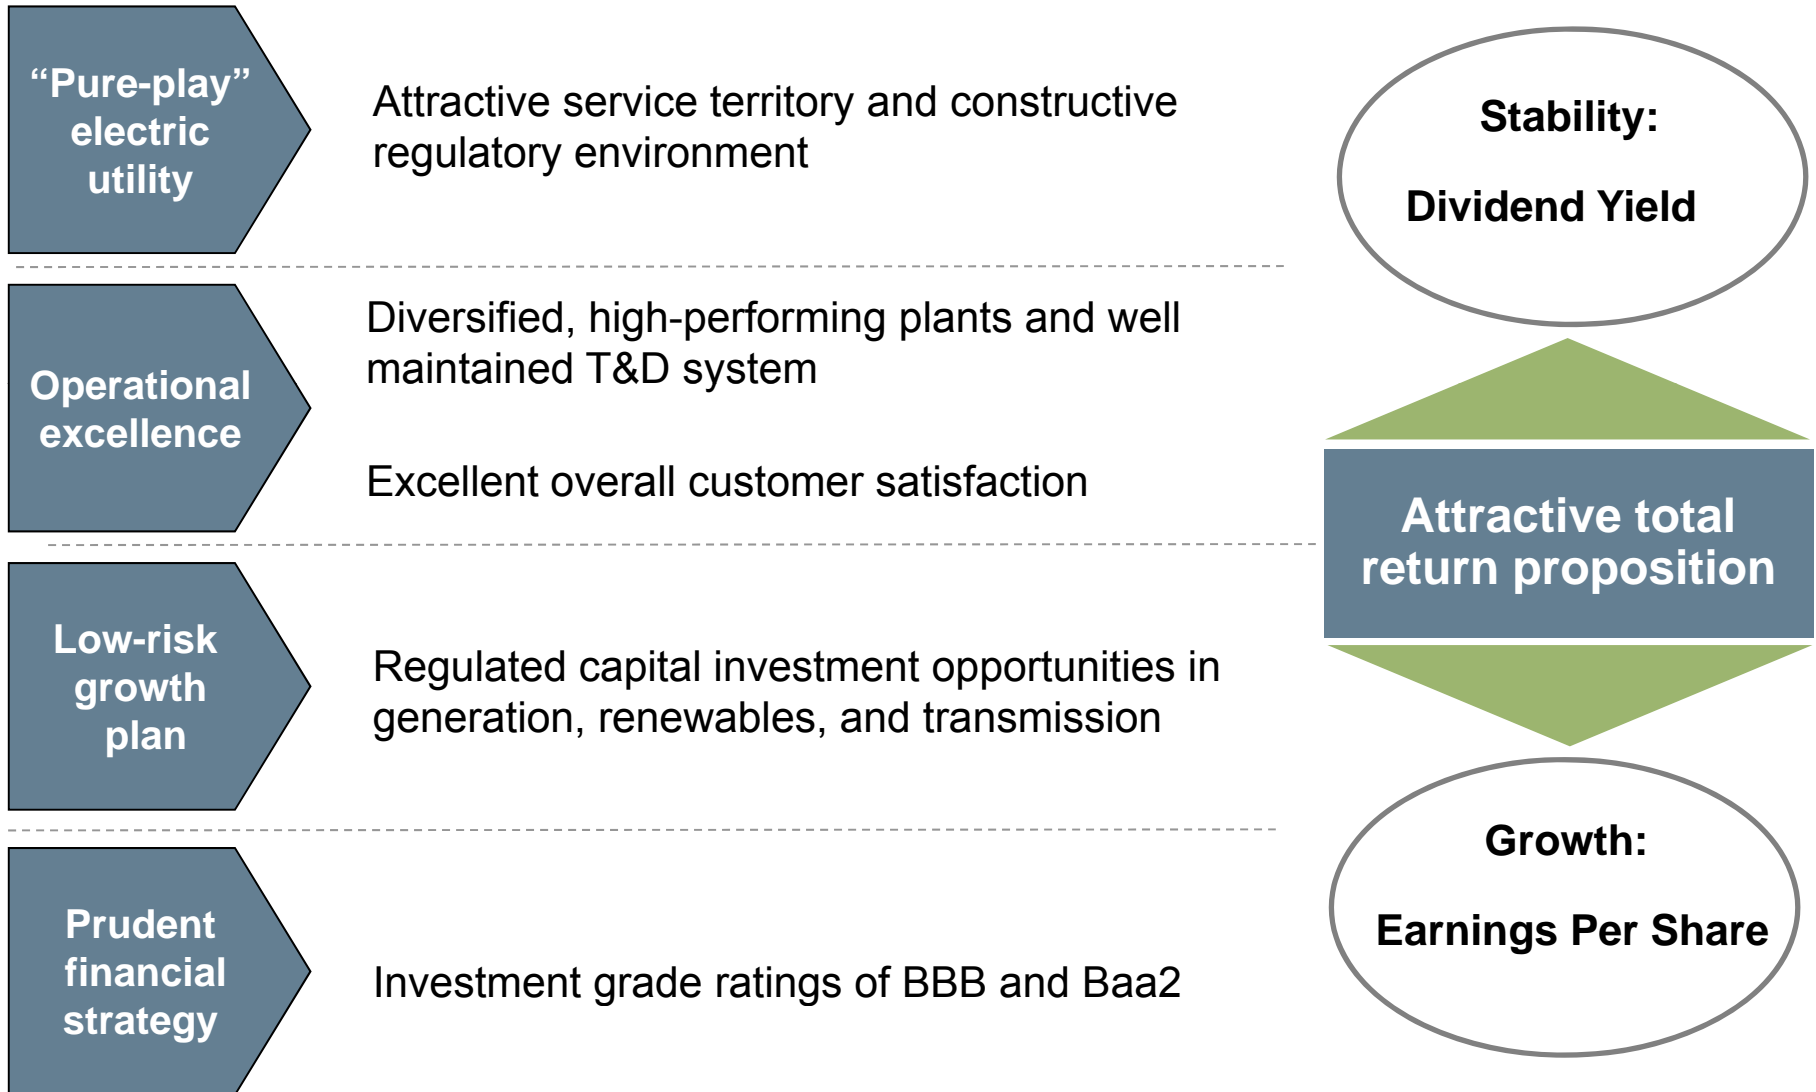 “Pure-play”
electric
utility
Attractive service territory and constructive
regulatory environment
Operational
excellence
Diversified, high-performing plants and well
maintained T&D system
Excellent overall customer satisfaction
Low-risk
growth
plan
Regulated capital investment opportunities in
generation, renewables, and transmission
Prudent
financial
strategy
Investment grade ratings of BBB and Baa2
Stability:
Dividend Yield
Attractive total
return proposition
Growth:
Earnings Per Share